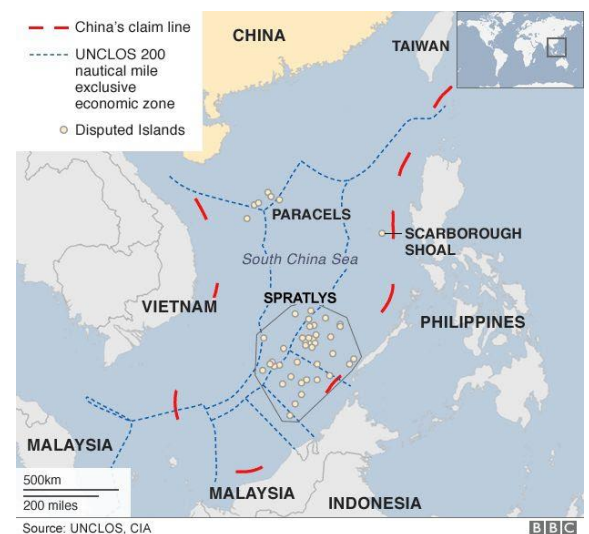 China's claim line
UNCLOS 200
nautical mile
exclusive
economic zone
Disputed Islands
CHINA
TAIWAN
PARACELS
SCARBOROUGH
SHOAL
South China Sea
SPRATLYS
VIETNAM
PHILIPPINES
MALAYSIA
MALAYSIA
INDONESIA
500km
200 miles
Source: UNCLOS, CIA
BBC